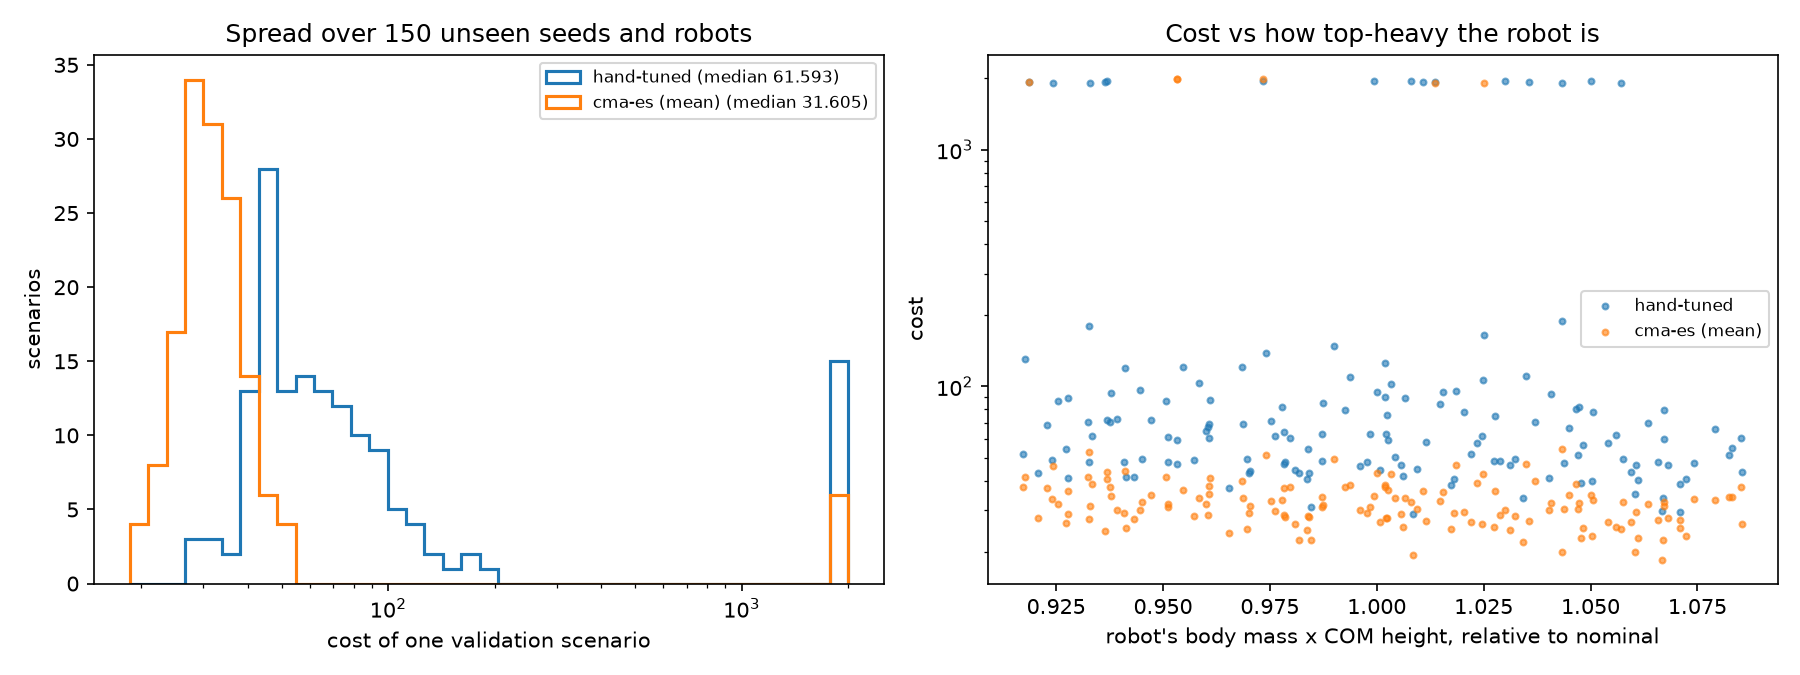 Spread over 150 unseen seeds and robots
35
30
25
20
15
10
5
0
scenarios
hand-tuned (median 61.593)
cma-es (mean) (median 31.605)
10²
10³
cost of one validation scenario
Cost vs how top-heavy the robot is
10³
10²
cost
hand-tuned
cma-es (mean)
0.925
0.950
0.975
1.000
1.025
1.050
1.075
robot's body mass x COM height, relative to nominal